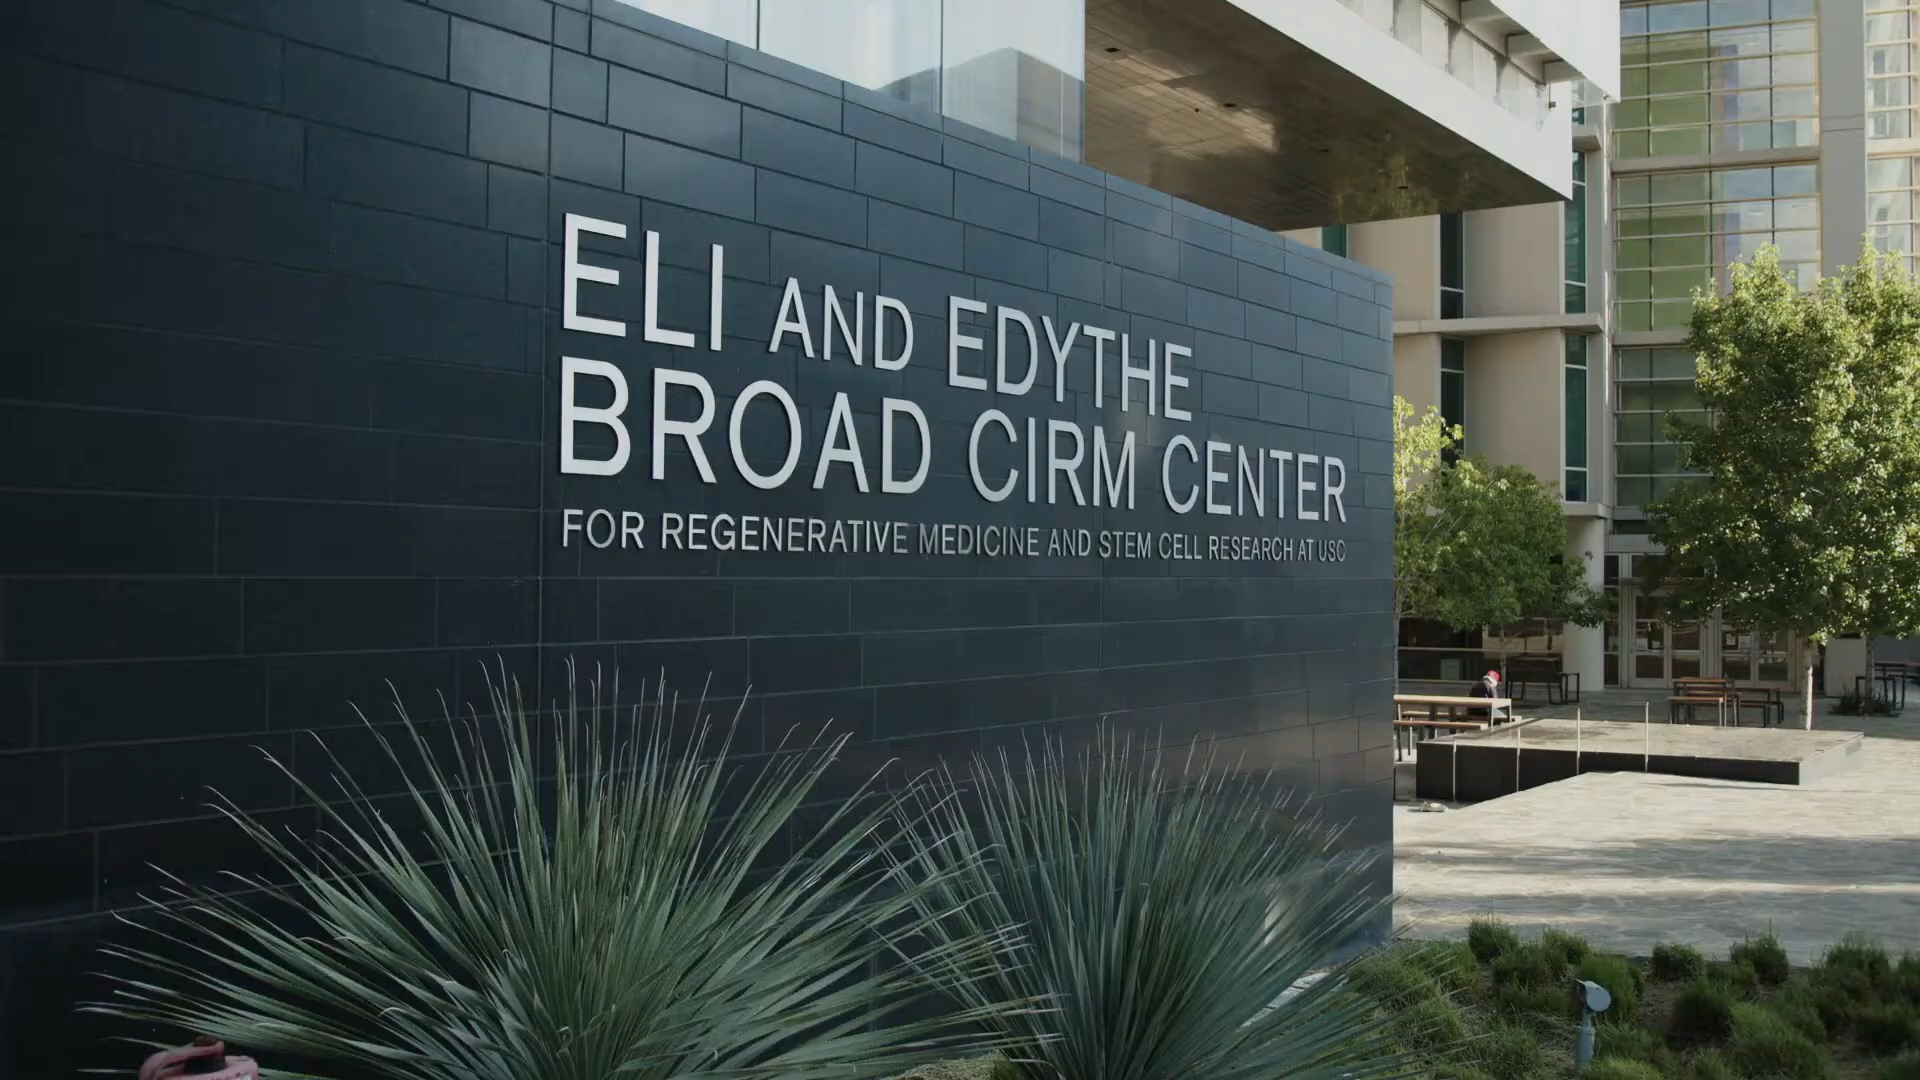 ELI AND EDYTHE
BROAD CIRM CENTER
FOR REGENERATIVE MEDICINE AND STEM CELL RESEARCH AT USC